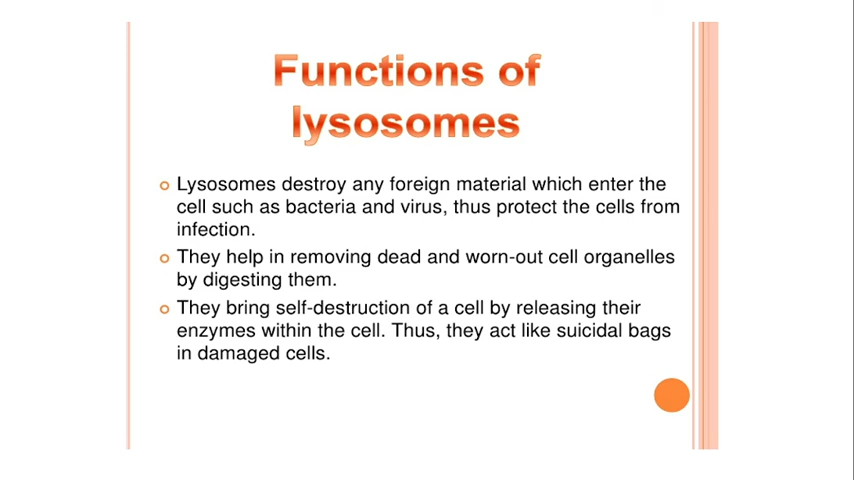 Functions of
lysosomes
Lysosomes destroy any foreign material which enter the
cell such as bacteria and virus, thus protect the cells from
infection.
They help in removing dead and worn-out cell organelles
by digesting them.
They bring self-destruction of a cell by releasing their
enzymes within the cell. Thus, they act like suicidal bags
in damaged cells.